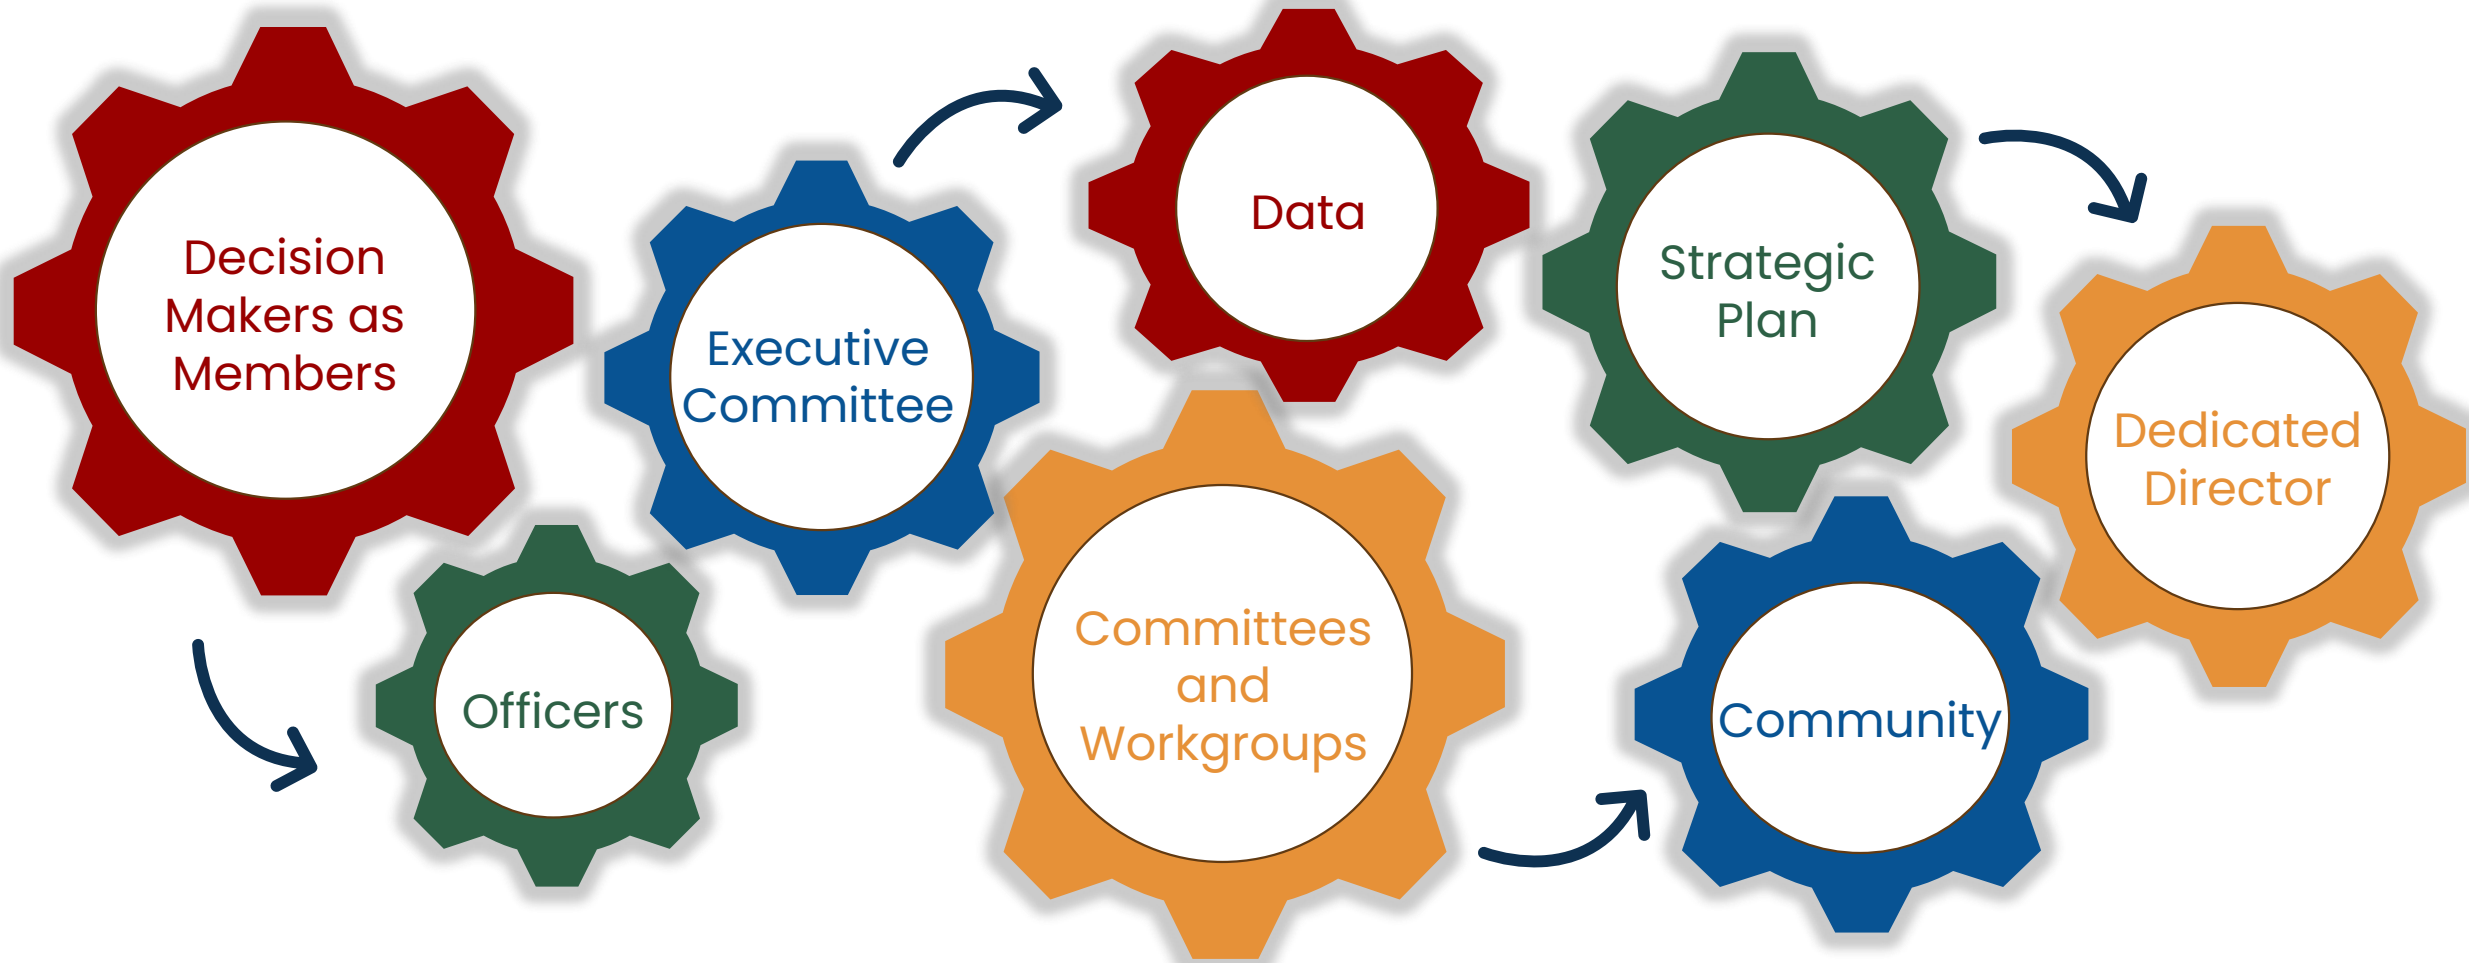 Decision
Makers as
Members
Officers
Executive
Committee
Data
Committees
and
Workgroups
Strategic
Plan
Community
Dedicated
Director